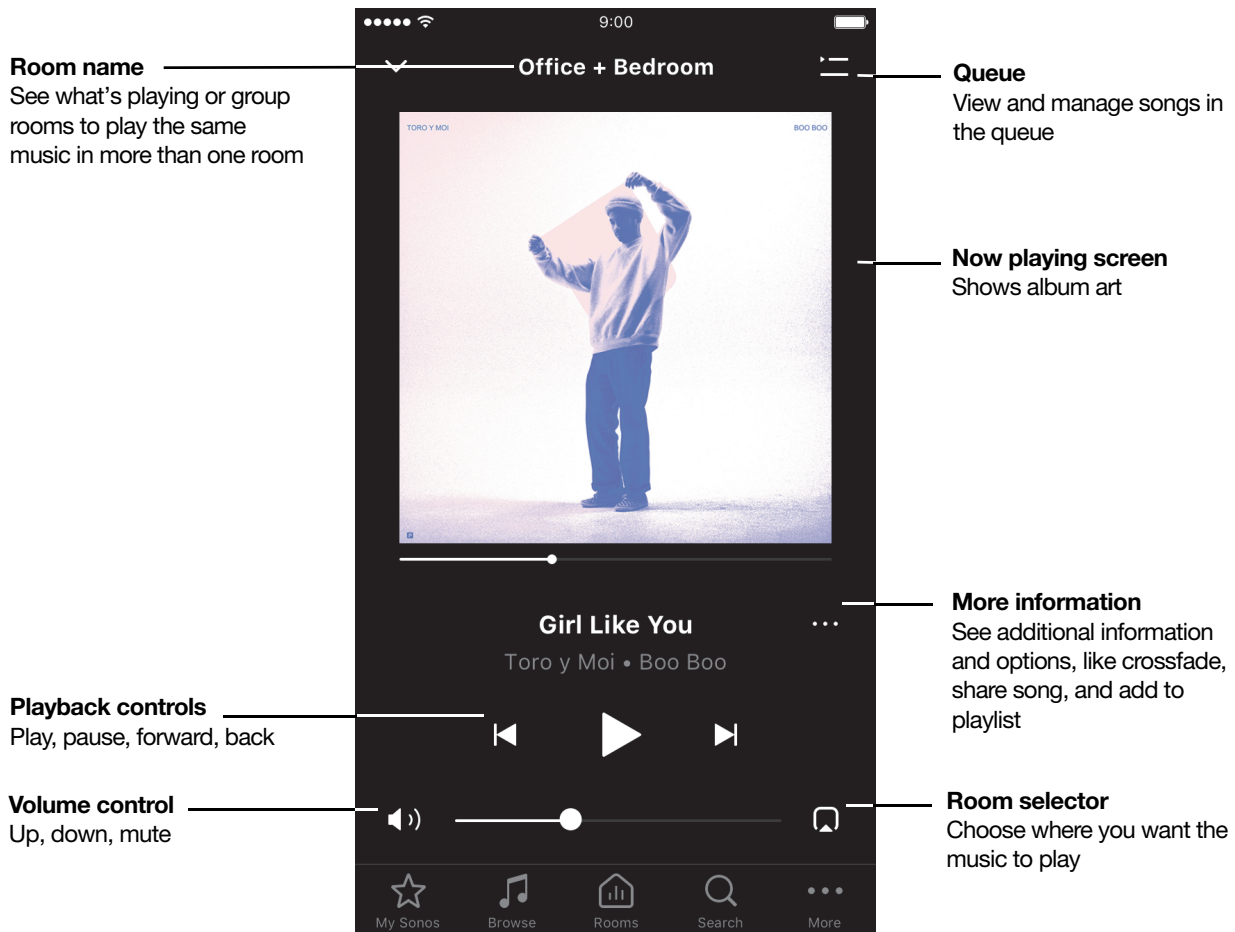 9:00
Room name
See what's playing or group
rooms to play the same
music in more than one room
Office + Bedroom
Queue
View and manage songs in
the queue
TORO Y MOI
BOO BOO
Now playing screen
Shows album art
Girl Like You
Toro y Moi • Boo Boo
More information
See additional information
and options, like crossfade,
share song, and add to
playlist
Playback controls
Play, pause, forward, back
Volume control
Up, down, mute
Room selector
Choose where you want the
music to play
My Sonos
Browse
Rooms
Search
More